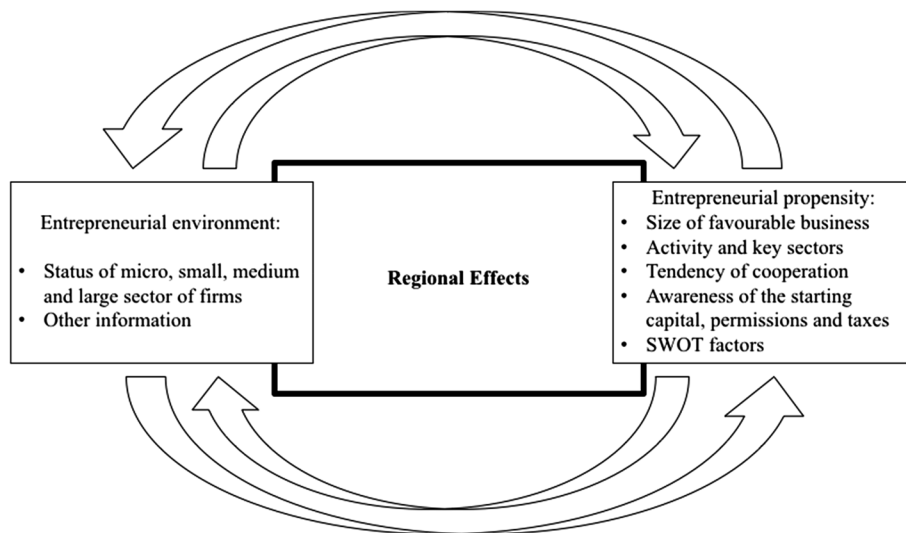 Entrepreneurial environment:
• Status of micro, small, medium
and large sector of firms
• Other information
Regional Effects
Entrepreneurial propensity:
• Size of favourable business
• Activity and key sectors
• Tendency of cooperation
• Awareness of the starting
capital, permissions and taxes
• SWOT factors